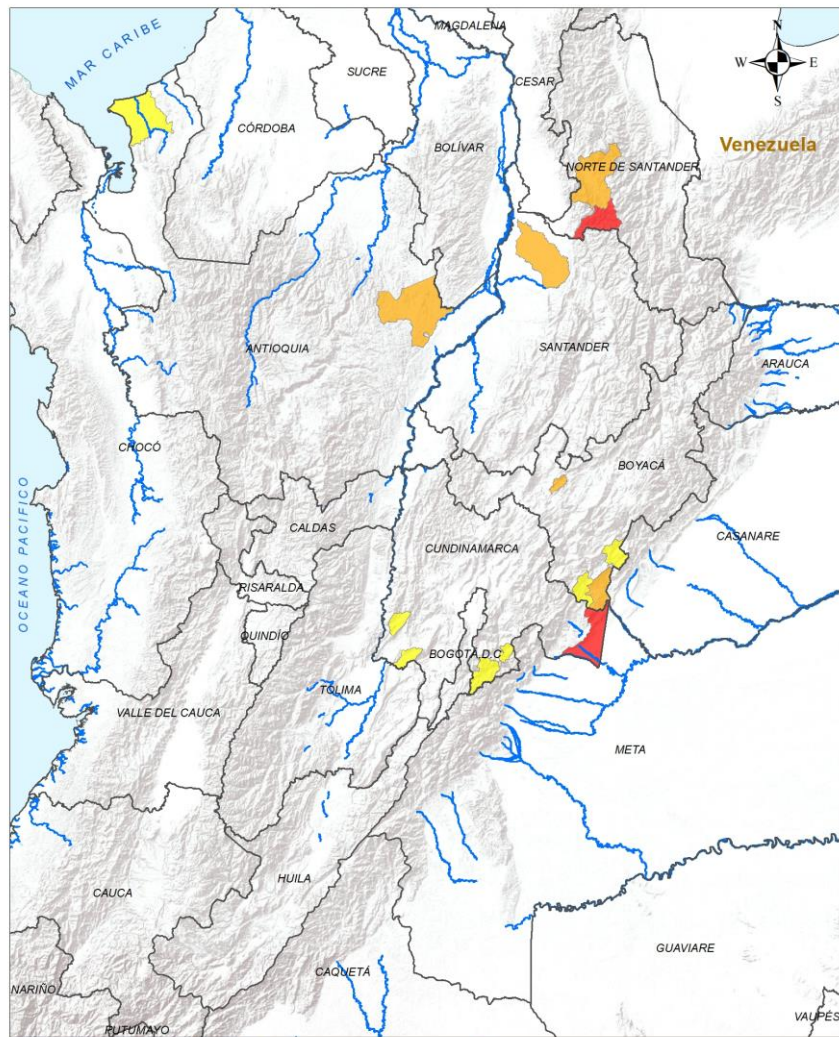 MAGDALENA
MAR CARIBE
N
W E
S
SUCRE
CESAR
CÓRDOBA
BOLÍVAR
Venezuela
NORTE DE SANTANDER
ANTIOQUIA
SANTANDER
ARAUCA
CHOCÓ
BOYACÁ
OCEANO PACIFICO
CALDAS
CUNDINAMARCA
CASANARE
RISARALDA
QUINDÍO
BOGOTÁ D.C
TOLIMA
VALLE DEL CAUCA
META
HUILA
CAUCA
GUAVIARE
CAQUETÁ
NARIÑO
VAUPÉS
PUTUMAYO